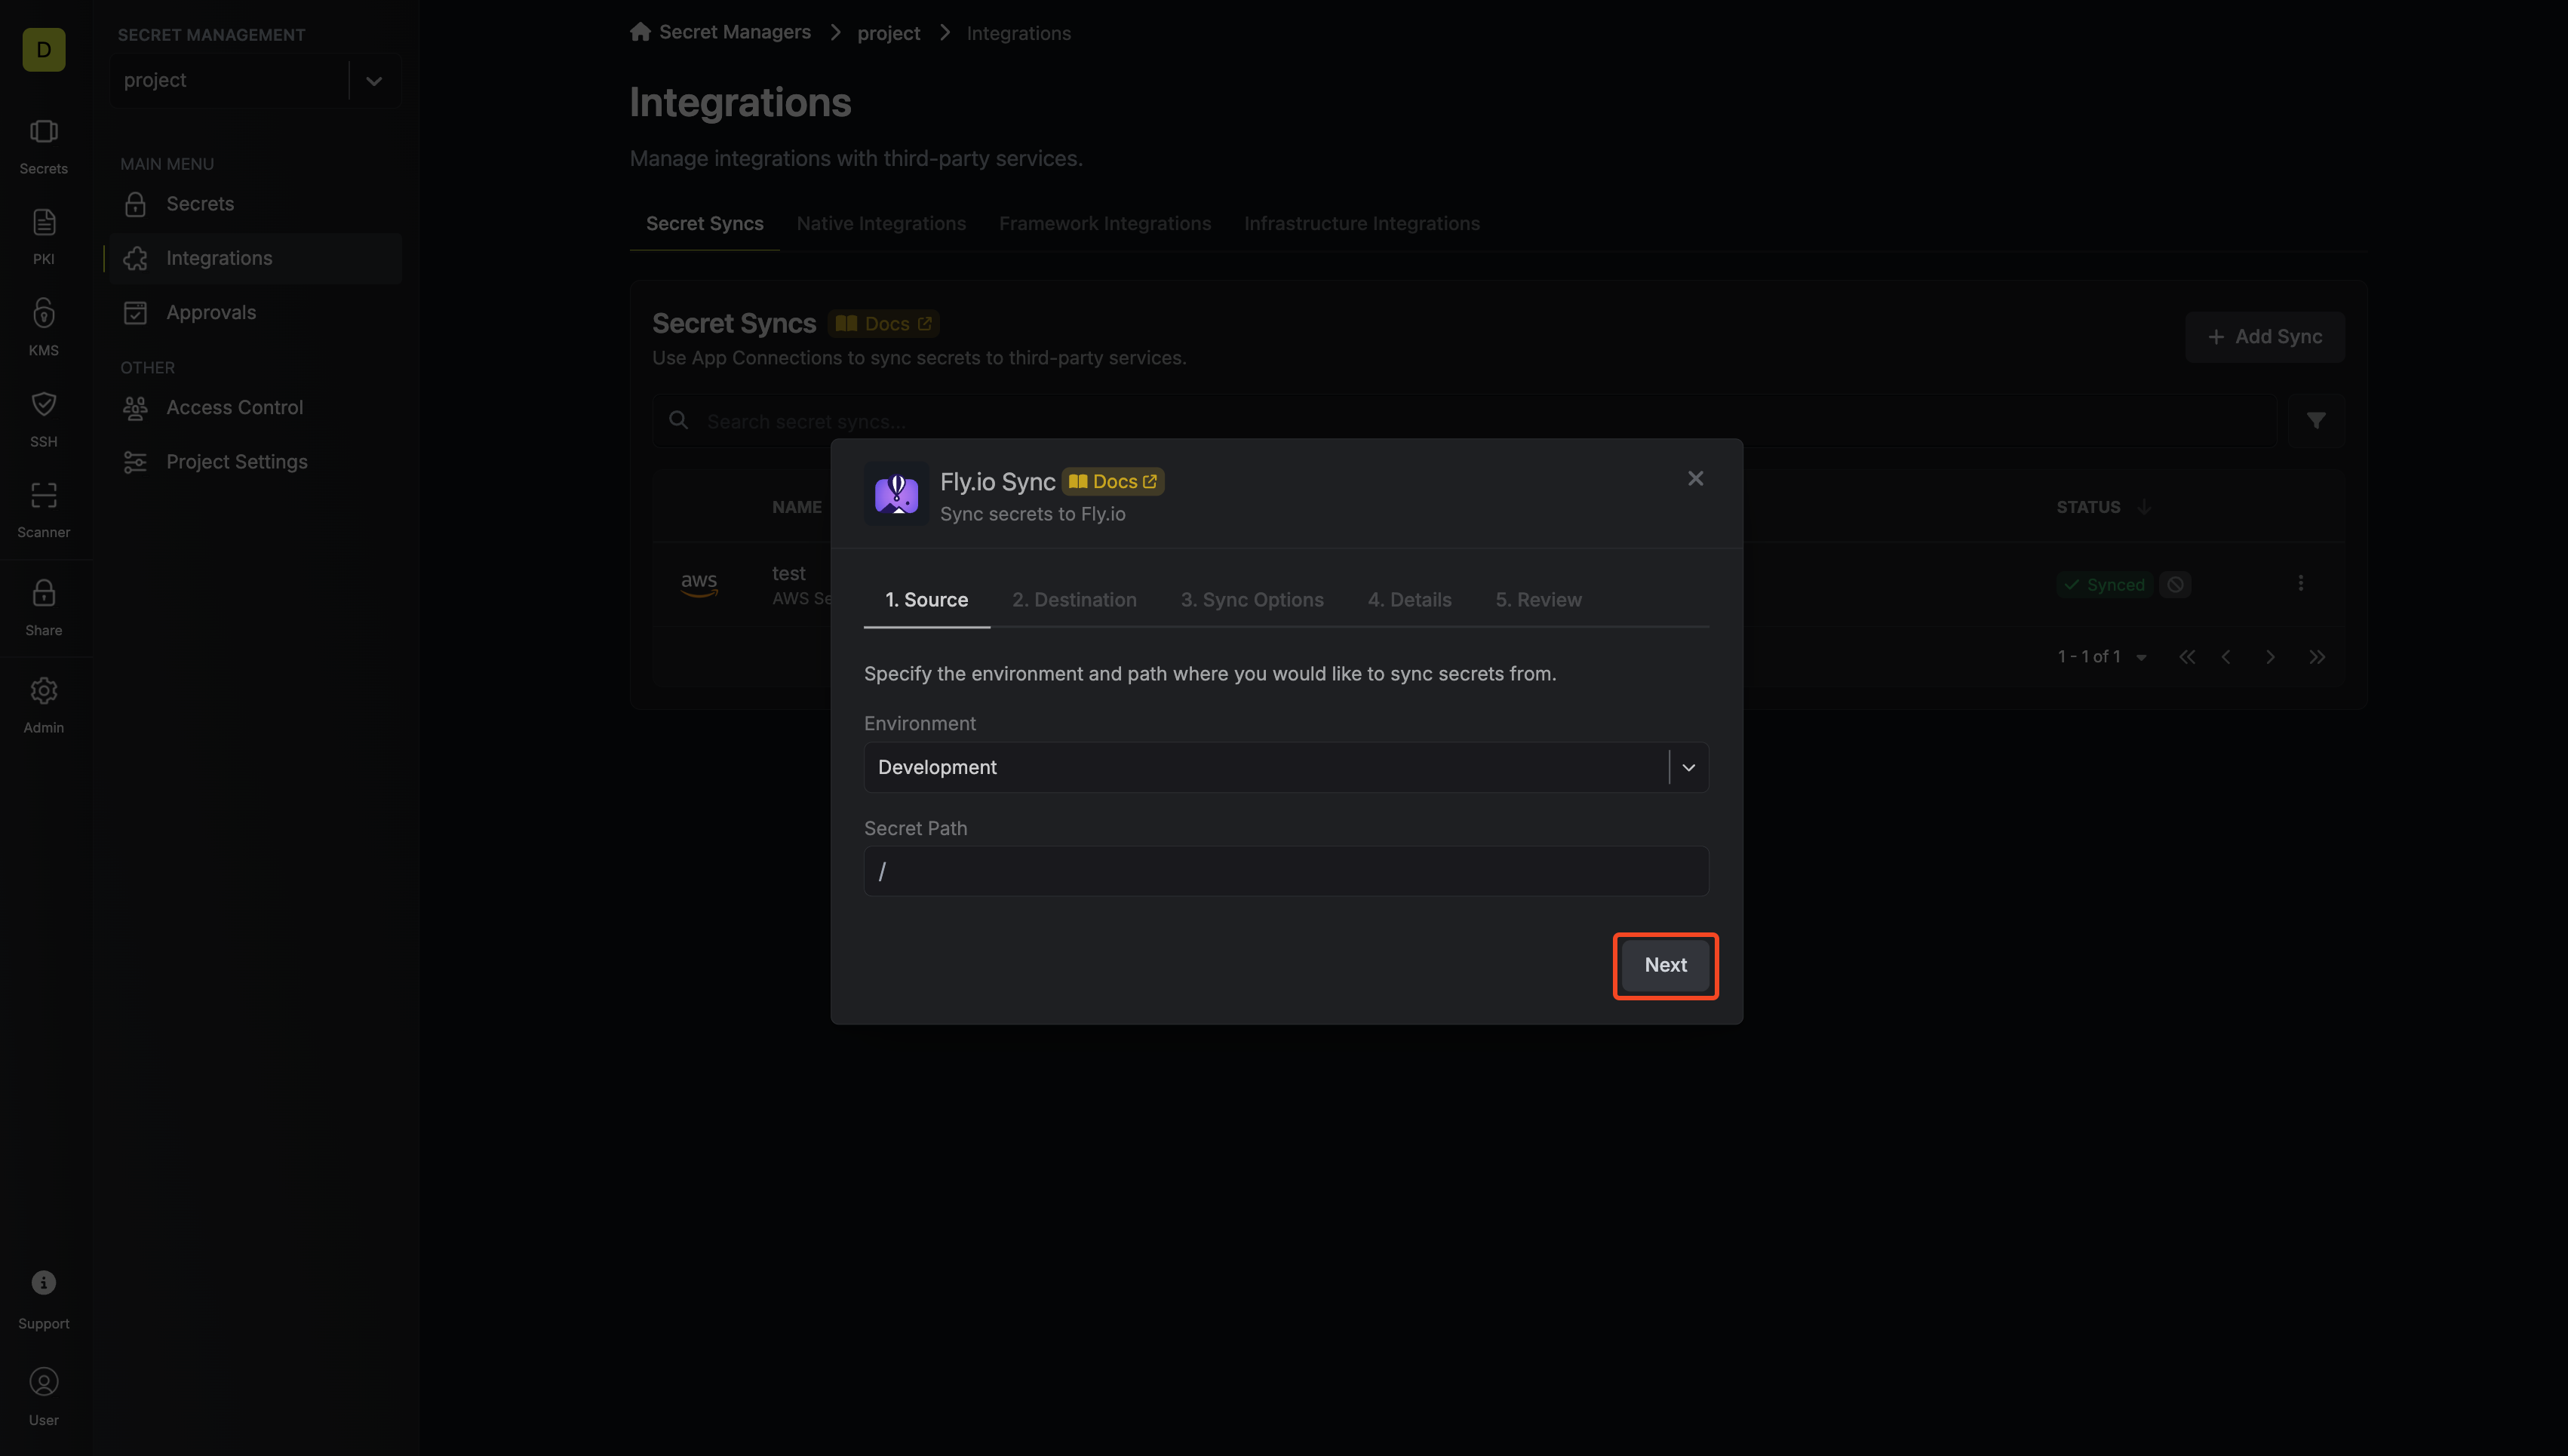 D
Secrets
PKI
KMS
SSH
Scanner
Share
Admin
Support
User
SECRET MANAGEMENT
project
MAIN MENU
Secrets
Integrations
Approvals
OTHER
Access Control
Project Settings
Secret Managers
project
Integrations
Integrations
Manage integrations with third-party services.
Secret Syncs
Native Integrations
Framework Integrations
Infrastructure Integrations
Secret Syncs
Docs
Use App Connections to sync secrets to third-party services.
Add Sync
Search secret syncs...
NAME
STATUS
aws
test
AWS Se
Synced
1 - 1 of 1
Fly.io Sync
Docs
Sync secrets to Fly.io
1. Source
2. Destination
3. Sync Options
4. Details
5. Review
Specify the environment and path where you would like to sync secrets from.
Environment
Development
Secret Path
/
Next